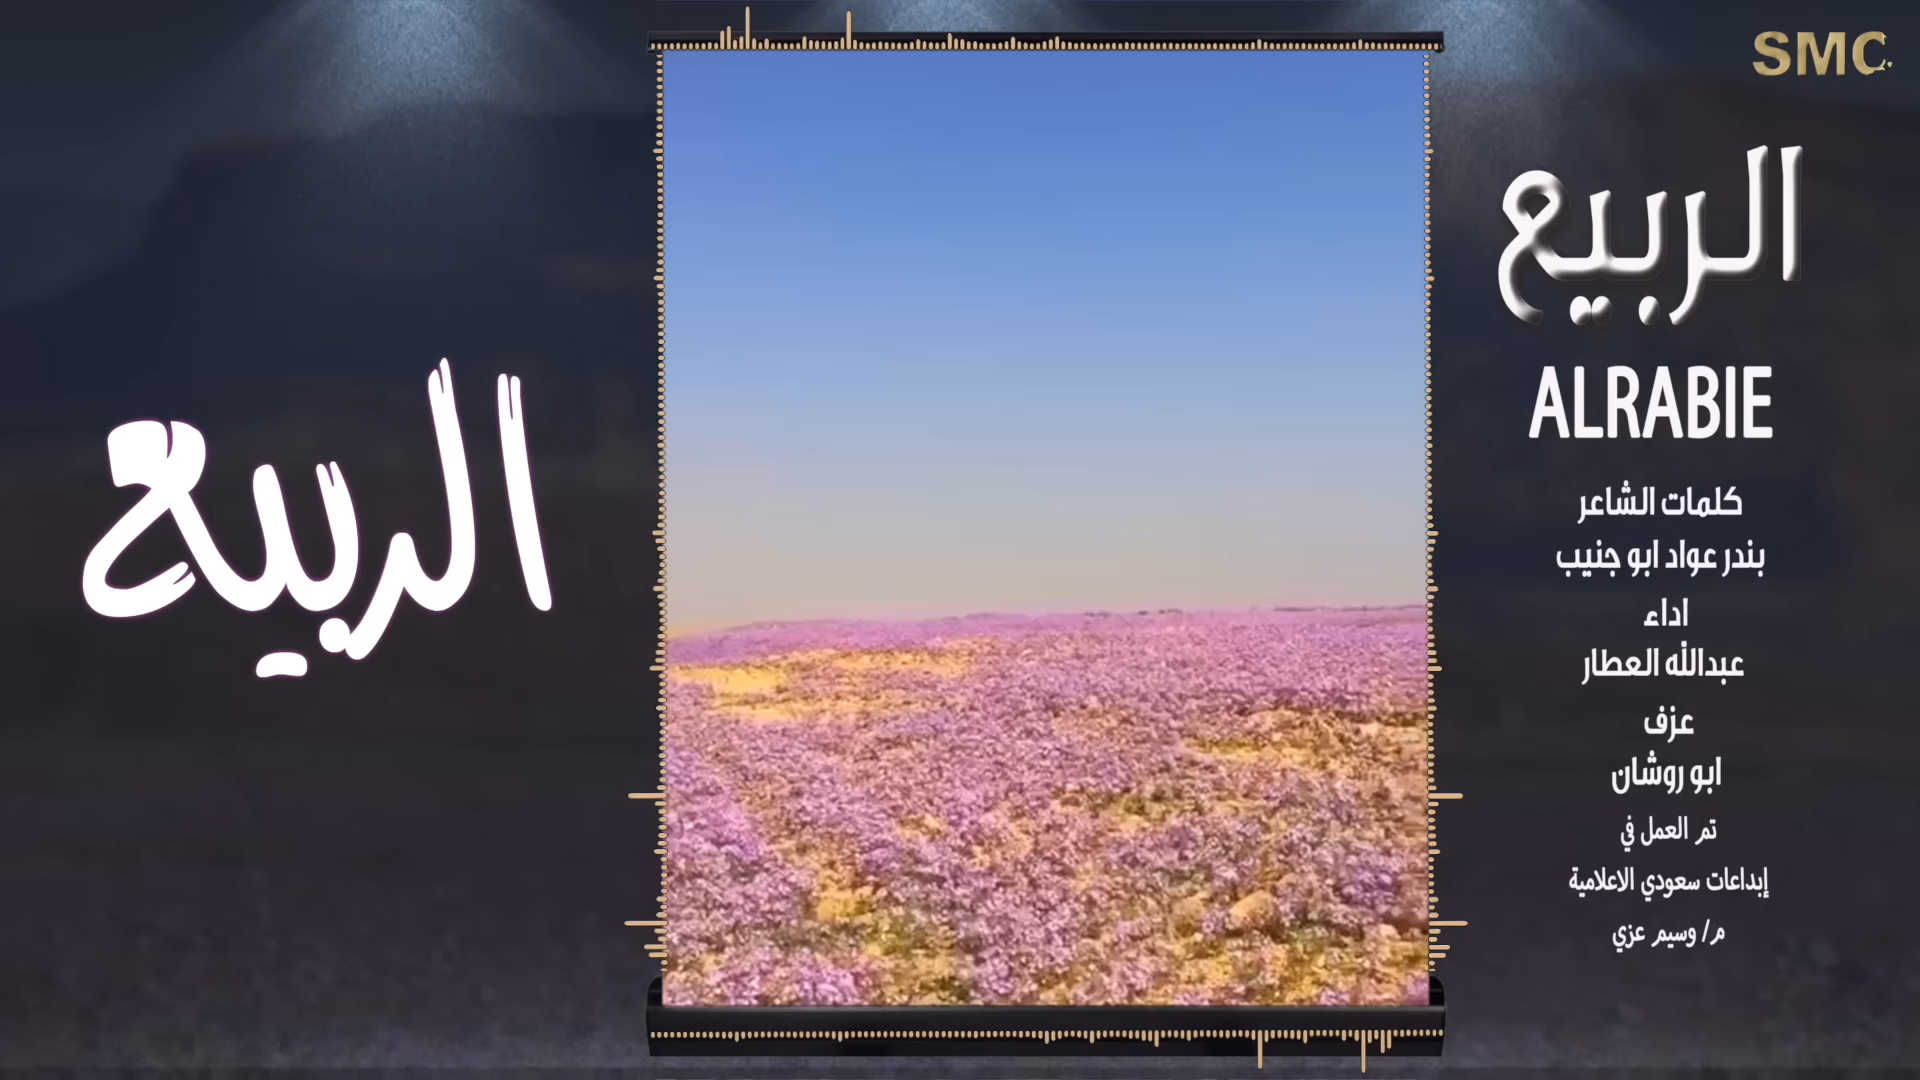 SMC
الربيع
الربيع
ALRABIE
كلمات الشاعر
بندر عواد ابو جنيب
اداء
عبدالله العطار
عزف
ابو روشان
تم العمل في
إبداعات سعودي الاعلامية
م/ وسيم عزي